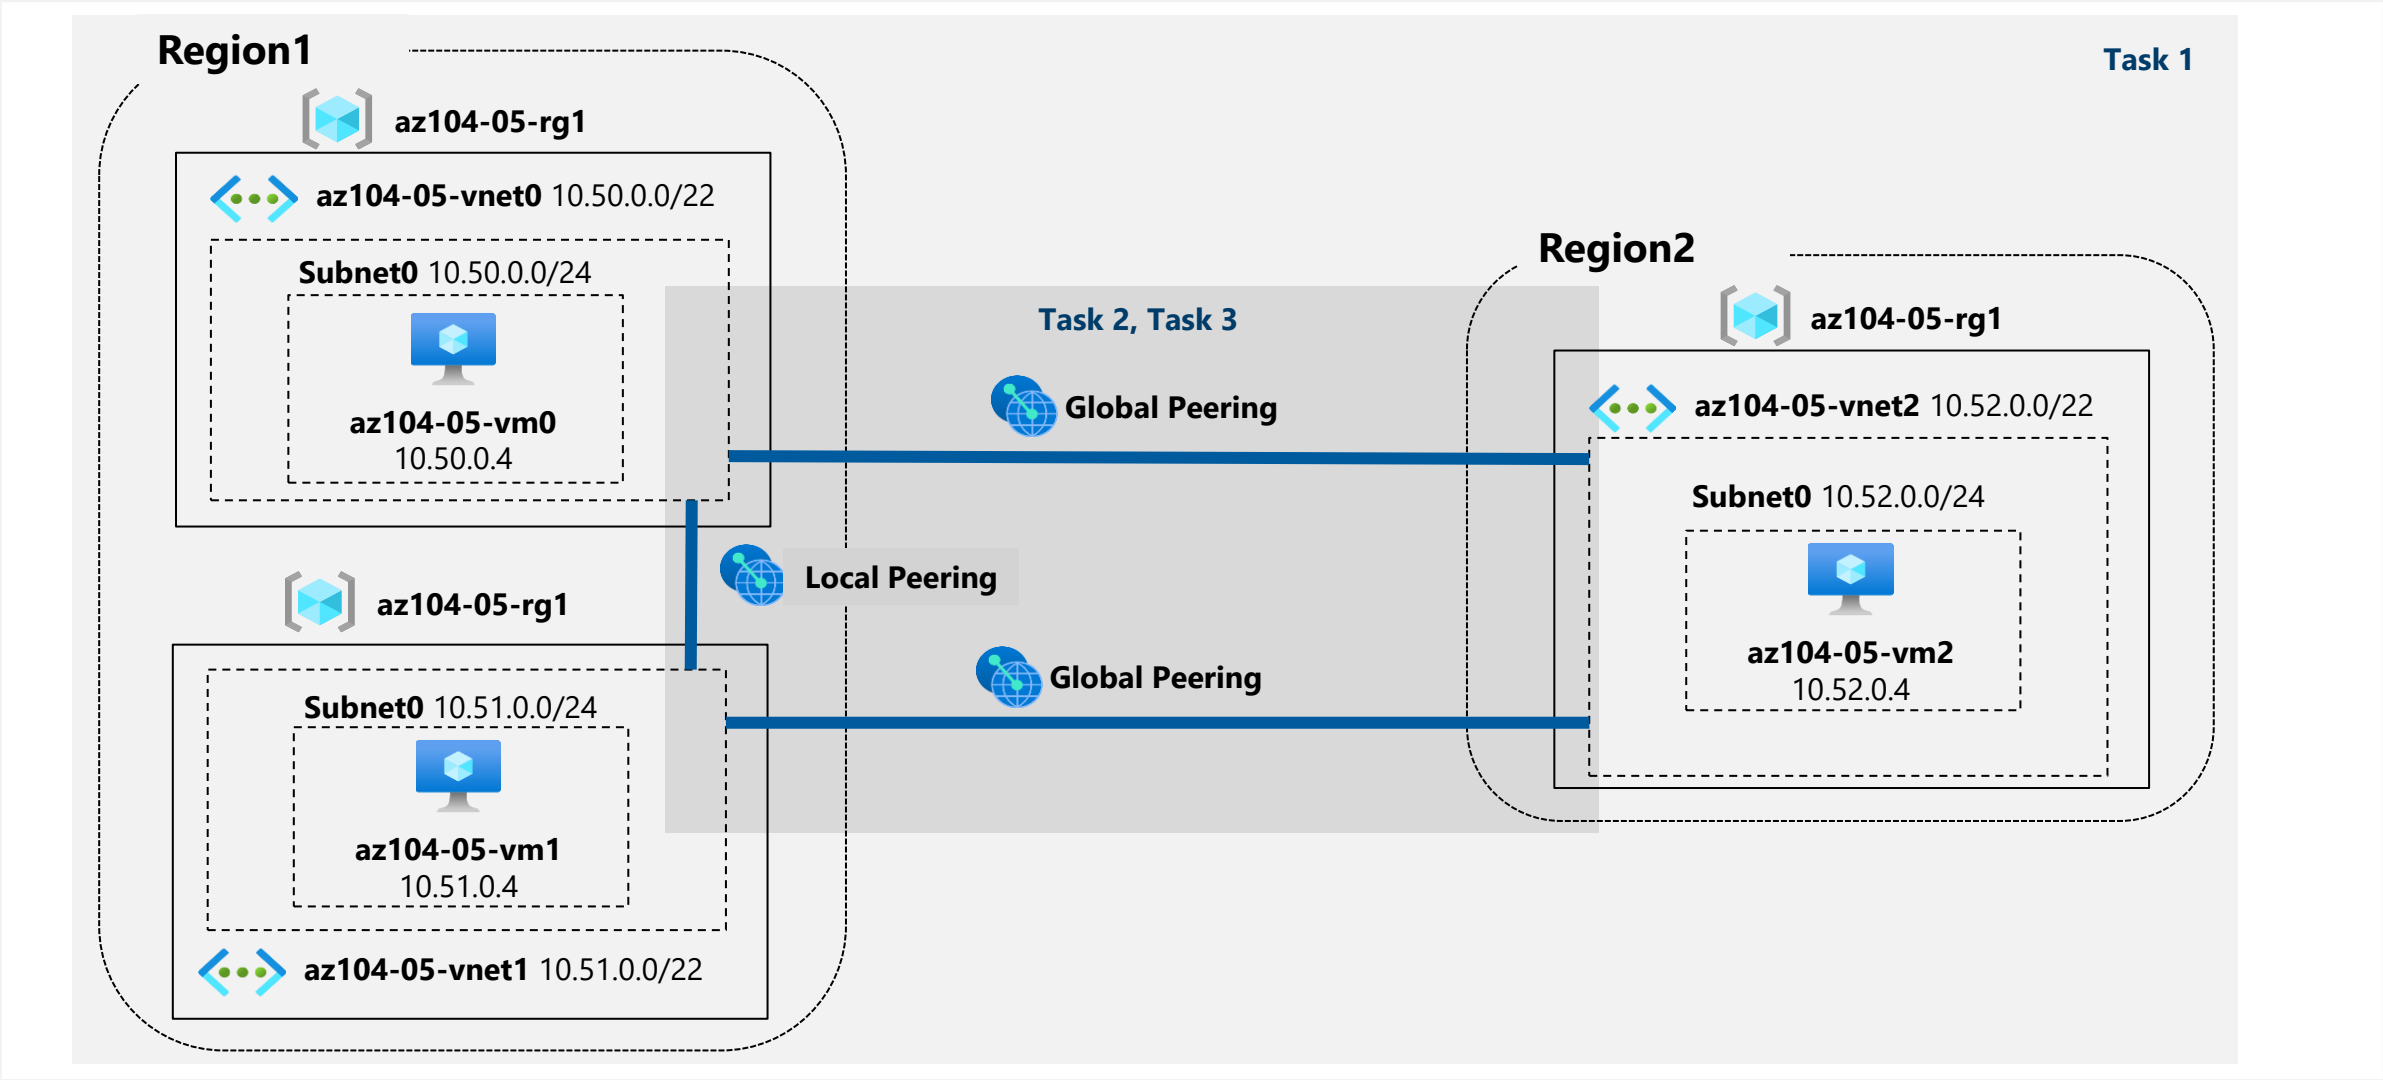 Region1
Task 1
az104-05-rg1
az104-05-vnet0 10.50.0.0/22
Subnet0 10.50.0.0/24
az104-05-vm0
10.50.0.4
Task 2, Task 3
Global Peering
Local Peering
Global Peering
az104-05-rg1
Subnet0 10.51.0.0/24
az104-05-vm1
10.51.0.4
az104-05-vnet1 10.51.0.0/22
Region2
az104-05-rg1
az104-05-vnet2 10.52.0.0/22
Subnet0 10.52.0.0/24
az104-05-vm2
10.52.0.4